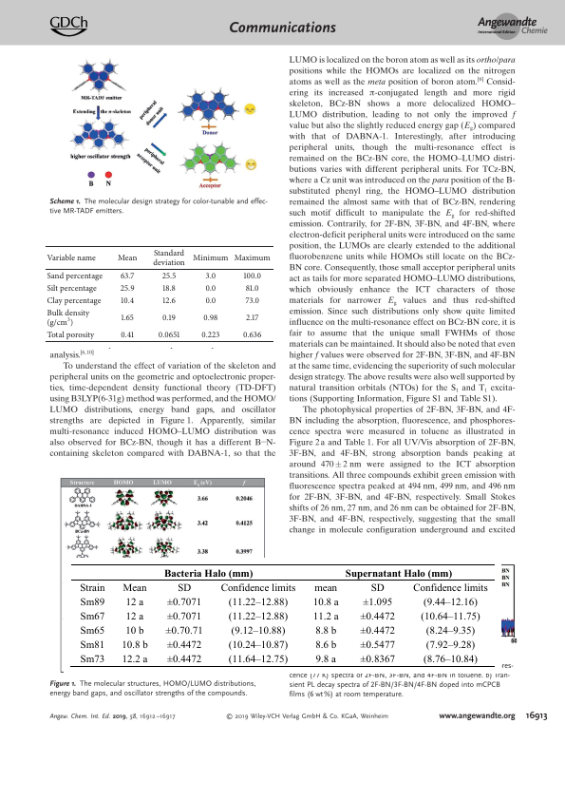 GDCh
Communications
Angewandte
International Edition
Chemie
MR-TADF emitter
Extending the π-skeleton
higher oscillator strength
peripheral donor unit
peripheral acceptor unit
Donor
Acceptor
B N
Scheme 1. The molecular design strategy for color-tunable and effec-
tive MR-TADF emitters.
Variable name Mean Standard deviation Minimum Maximum
Sand percentage 63.7 25.5 3.0 100.0
Silt percentage 25.9 18.8 0.0 81.0
Clay percentage 10.4 12.6 0.0 73.0
Bulk density (g/cm³) 1.65 0.19 0.98 2.17
Total porosity 0.41 0.0651 0.223 0.636
analysis.[6,10]
To understand the effect of variation of the skeleton and
peripheral units on the geometric and optoelectronic proper-
ties, time-dependent density functional theory (TD-DFT)
using B3LYP(6-31g) method was performed, and the HOMO/
LUMO distributions, energy band gaps, and oscillator
strengths are depicted in Figure 1. Apparently, similar
multi-resonance induced HOMO–LUMO distribution was
also observed for BCz-BN, though it has a different B−N-
containing skeleton compared with DABNA-1, so that the
Structure HOMO LUMO Eg (eV) f
DABNA-1 3.66 0.2046
BCz-BN 3.42 0.4125
3.38 0.3997
LUMO is localized on the boron atom as well as its ortho/para
positions while the HOMOs are localized on the nitrogen
atoms as well as the meta position of boron atom.[9] Consid-
ering its increased π-conjugated length and more rigid
skeleton, BCz-BN shows a more delocalized HOMO–
LUMO distribution, leading to not only the improved f
value but also the slightly reduced energy gap (Eg) compared
with that of DABNA-1. Interestingly, after introducing
peripheral units, though the multi-resonance effect is
remained on the BCz-BN core, the HOMO–LUMO distri-
butions varies with different peripheral units. For TCz-BN,
where a Cz unit was introduced on the para position of the B-
substituted phenyl ring, the HOMO–LUMO distribution
remained the almost same with that of BCz-BN, rendering
such motif difficult to manipulate the Eg for red-shifted
emission. Contrarily, for 2F-BN, 3F-BN, and 4F-BN, where
electron-deficit peripheral units were introduced on the same
position, the LUMOs are clearly extended to the additional
fluorobenzene units while HOMOs still locate on the BCz-
BN core. Consequently, those small acceptor peripheral units
act as tails for more separated HOMO–LUMO distributions,
which obviously enhance the ICT characters of those
materials for narrower Eg values and thus red-shifted
emission. Since such distributions only show quite limited
influence on the multi-resonance effect on BCz-BN core, it is
fair to assume that the unique small FWHMs of those
materials can be maintained. It should also be noted that even
higher f values were observed for 2F-BN, 3F-BN, and 4F-BN
at the same time, evidencing the superiority of such molecular
design strategy. The above results were also well supported by
natural transition orbitals (NTOs) for the S1 and T1 excita-
tions (Supporting Information, Figure S1 and Table S1).
The photophysical properties of 2F-BN, 3F-BN, and 4F-
BN including the absorption, fluorescence, and phosphores-
cence spectra were measured in toluene as illustrated in
Figure 2 a and Table 1. For all UV/Vis absorption of 2F-BN,
3F-BN, and 4F-BN, strong absorption bands peaking at
around 470 ± 2 nm were assigned to the ICT absorption
transitions. All three compounds exhibit green emission with
fluorescence spectra peaked at 494 nm, 499 nm, and 496 nm
for 2F-BN, 3F-BN, and 4F-BN, respectively. Small Stokes
shifts of 26 nm, 27 nm, and 26 nm can be obtained for 2F-BN,
3F-BN, and 4F-BN, respectively, suggesting that the small
change in molecule configuration underground and excited
Bacteria Halo (mm) Supernatant Halo (mm)
Strain Mean SD Confidence limits mean SD Confidence limits
Sm89 12 a ±0.7071 (11.22–12.88) 10.8 a ±1.095 (9.44–12.16)
Sm67 12 a ±0.7071 (11.22–12.88) 11.2 a ±0.4472 (10.64–11.75)
Sm65 10 b ±0.70.71 (9.12–10.88) 8.8 b ±0.4472 (8.24–9.35)
Sm81 10.8 b ±0.4472 (10.24–10.87) 8.6 b ±0.5477 (7.92–9.28)
Sm73 12.2 a ±0.4472 (11.64–12.75) 9.8 a ±0.8367 (8.76–10.84)
BN
BN
BN
60
res-
cence (77 K) spectra of 2F-BN, 3F-BN, and 4F-BN in toluene. b) Tran-
sient PL decay spectra of 2F-BN/3F-BN/4F-BN doped into mCPCB
films (6 wt%) at room temperature.
Figure 1. The molecular structures, HOMO/LUMO distributions,
energy band gaps, and oscillator strengths of the compounds.
Angew. Chem. Int. Ed. 2019, 58, 16912–16917
© 2019 Wiley-VCH Verlag GmbH & Co. KGaA, Weinheim
www.angewandte.org 16913